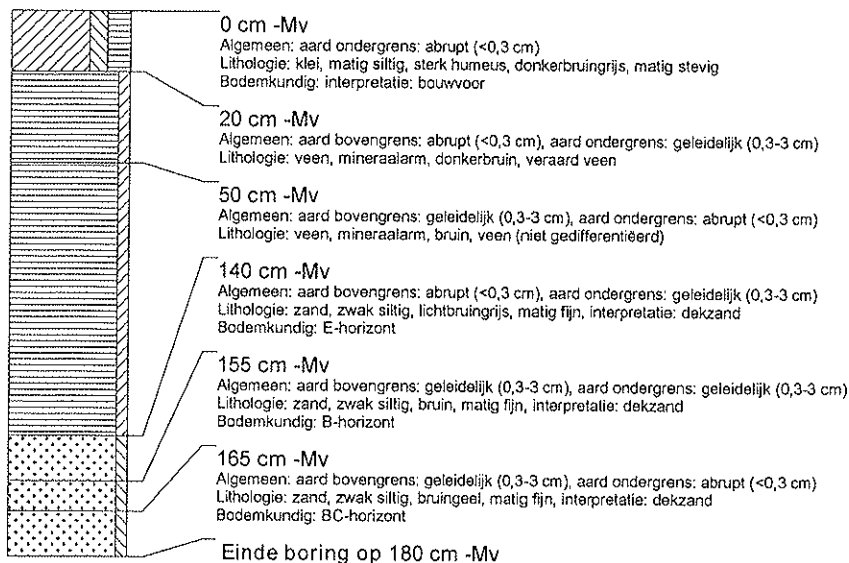 0 cm -Mv
Algemeen: aard ondergrens: abrupt (<0,3 cm)
Lithologie: klei, matig siltig, sterk humeus, donkerbruingrijs, matig stevig
Bodemkundig: interpretatie: bouwvoor
20 cm -Mv
Algemeen: aard bovengrens: abrupt (<0,3 cm), aard ondergrens: geleidelijk (0,3-3 cm)
Lithologie: veen, mineraalarm, donkerbruin, veraard veen
50 cm -Mv
Algemeen: aard bovengrens: geleidelijk (0,3-3 cm), aard ondergrens: abrupt (<0,3 cm)
Lithologie: veen, mineraalarm, bruin, veen (niet gedifferentiëerd)
140 cm -Mv
Algemeen: aard bovengrens: abrupt (<0,3 cm), aard ondergrens: geleidelijk (0,3-3 cm)
Lithologie: zand, zwak siltig, lichtbruingrijs, matig fijn, interpretatie: dekzand
Bodemkundig: E-horizont
155 cm -Mv
Algemeen: aard bovengrens: geleidelijk (0,3-3 cm), aard ondergrens: geleidelijk (0,3-3 cm)
Lithologie: zand, zwak siltig, bruin, matig fijn, interpretatie: dekzand
Bodemkundig: B-horizont
165 cm -Mv
Algemeen: aard bovengrens: geleidelijk (0,3-3 cm), aard ondergrens: abrupt (<0,3 cm)
Lithologie: zand, zwak siltig, bruingeel, matig fijn, interpretatie: dekzand
Bodemkundig: BC-horizont
Einde boring op 180 cm -Mv